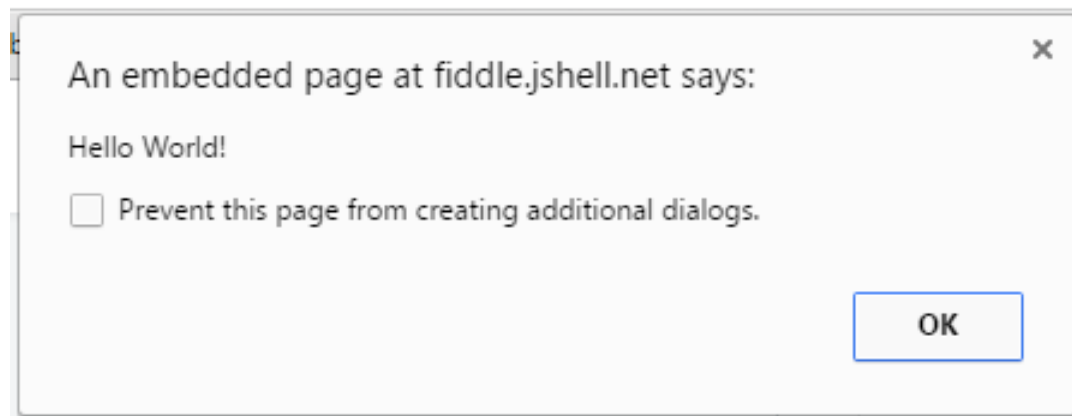 An embedded page at fiddle.jshell.net says:
Hello World!
Prevent this page from creating additional dialogs.
OK